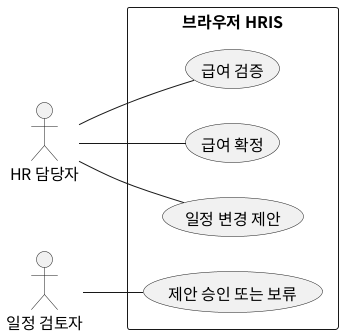 브라우저 HRIS
급여 검증
급여 확정
HR 담당자
일정 변경 제안
제안 승인 또는 보류
일정 검토자